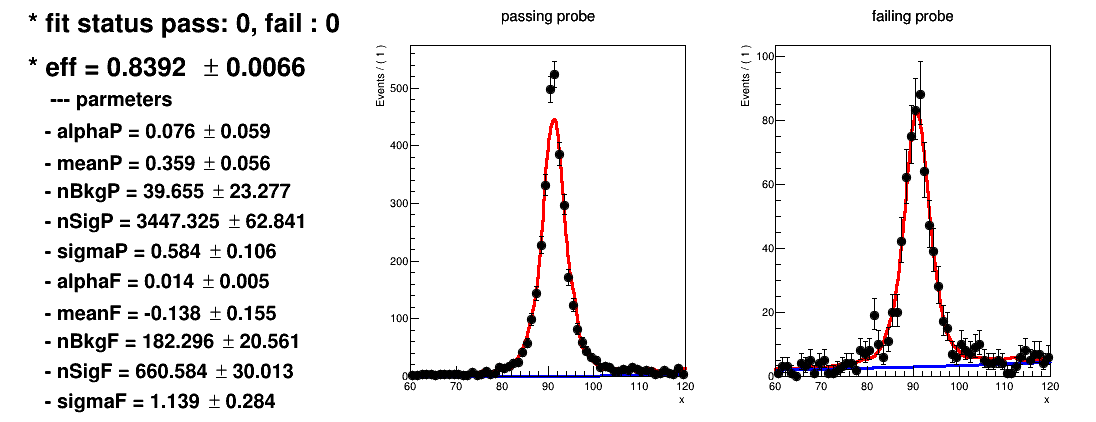 * fit status pass: 0, fail : 0
* eff = 0.8392 ± 0.0066
--- parmeters
- alphaP = 0.076 ± 0.059
- meanP = 0.359 ± 0.056
- nBkgP = 39.655 ± 23.277
- nSigP = 3447.325 ± 62.841
- sigmaP = 0.584 ± 0.106
- alphaF = 0.014 ± 0.005
- meanF = -0.138 ± 0.155
- nBkgF = 182.296 ± 20.561
- nSigF = 660.584 ± 30.013
- sigmaF = 1.139 ± 0.284
passing probe
Events / ( 1 )
500
400
300
200
100
0
60 70 80 90 100 110 120
x
failing probe
Events / ( 1 )
100
80
60
40
20
0
60 70 80 90 100 110 120
x